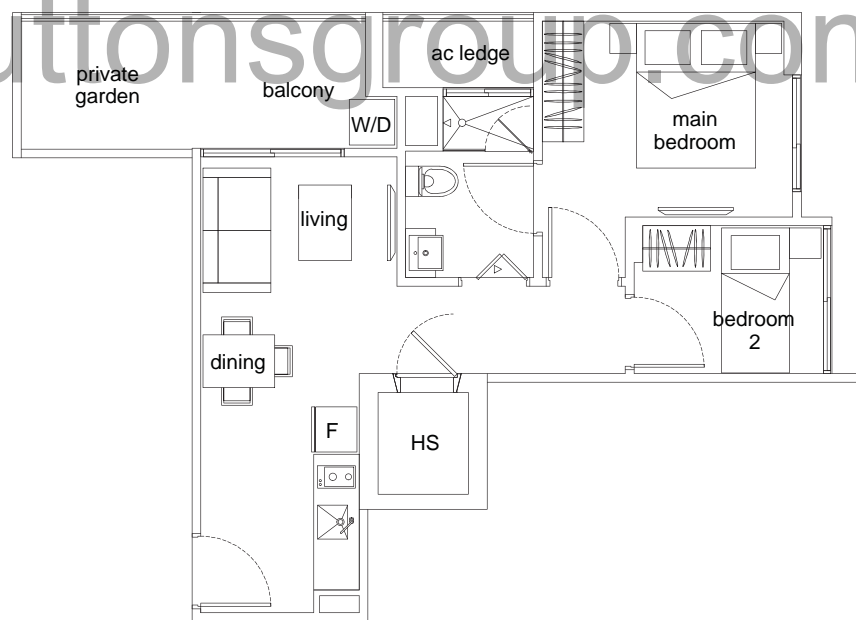 uttonsgroup.com
private
garden
balcony
ac ledge
W/D
main
bedroom
living
bedroom
2
dining
F
HS